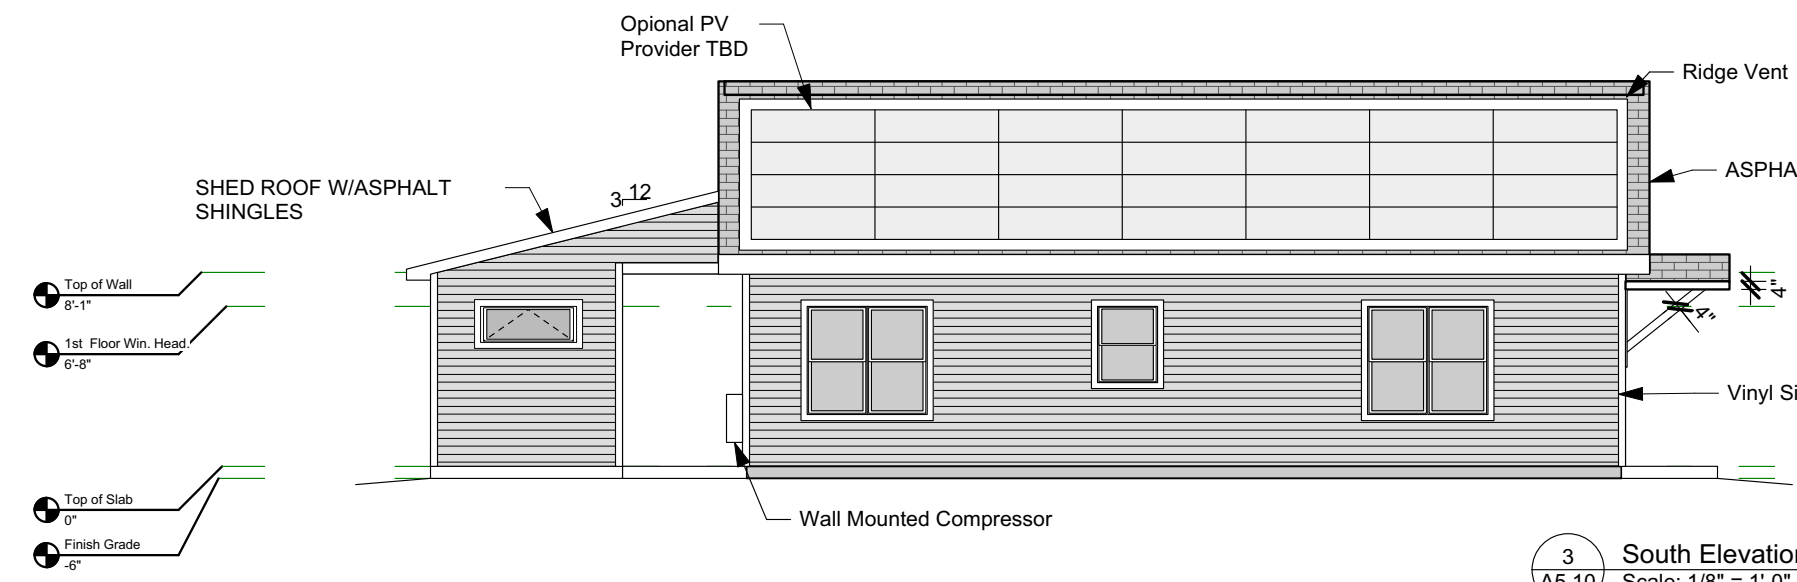 Opional PV
Provider TBD
Ridge Vent
SHED ROOF W/ASPHALT
SHINGLES
3 12
ASPHA
Top of Wall
8'-1"
4"
1st Floor Win. Head.
6'-8"
4"
Vinyl Si
Top of Slab
0"
Wall Mounted Compressor
Finish Grade
-6"
3
South Elevation
A5.10
Scale: 1/8" = 1'-0"